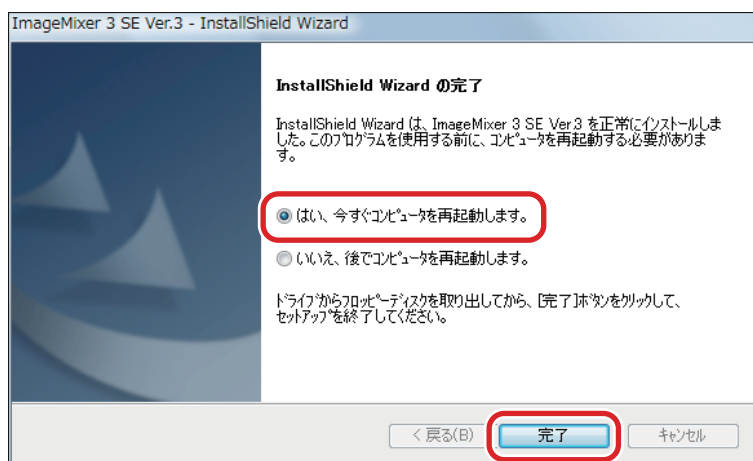 ImageMixer 3 SE Ver.3 - InstallShield Wizard
InstallShield Wizard の完了
InstallShield Wizard は、ImageMixer 3 SE Ver.3 を正常にインストールしま
した。このプログラムを使用する前に、コンピュータを再起動する必要がありま
す。
はい、今すぐコンピュータを再起動します。
いいえ、後でコンピュータを再起動します。
ドライブからフロッピーディスクを取り出してから、[完了]ボタンをクリックして、
セットアップを終了してください。
< 戻る(B)
完了
キャンセル